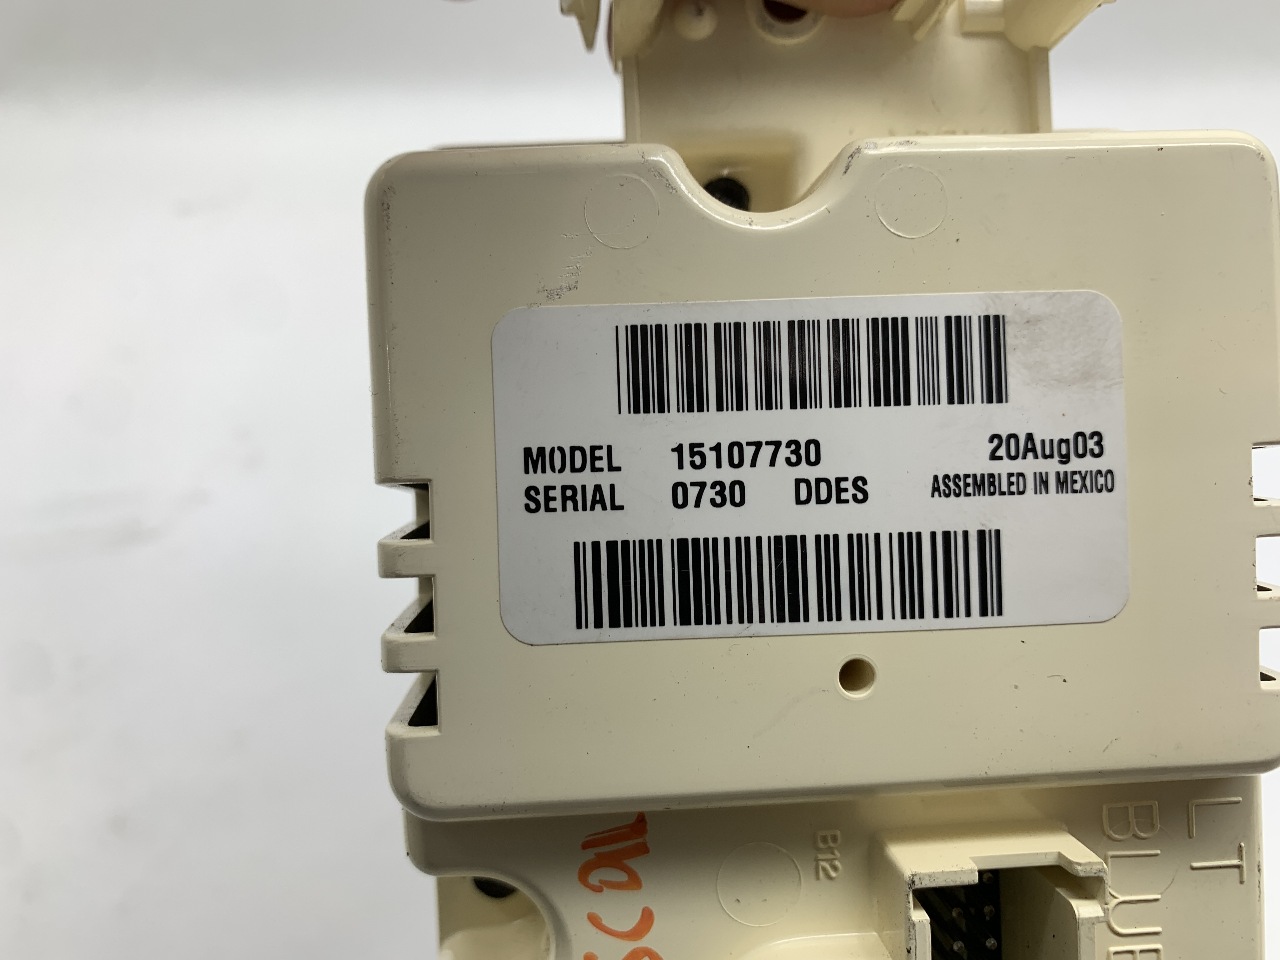 MODEL 15107730 20Aug03
SERIAL 0730 DDES ASSEMBLED IN MEXICO
B12
LT
BLUE